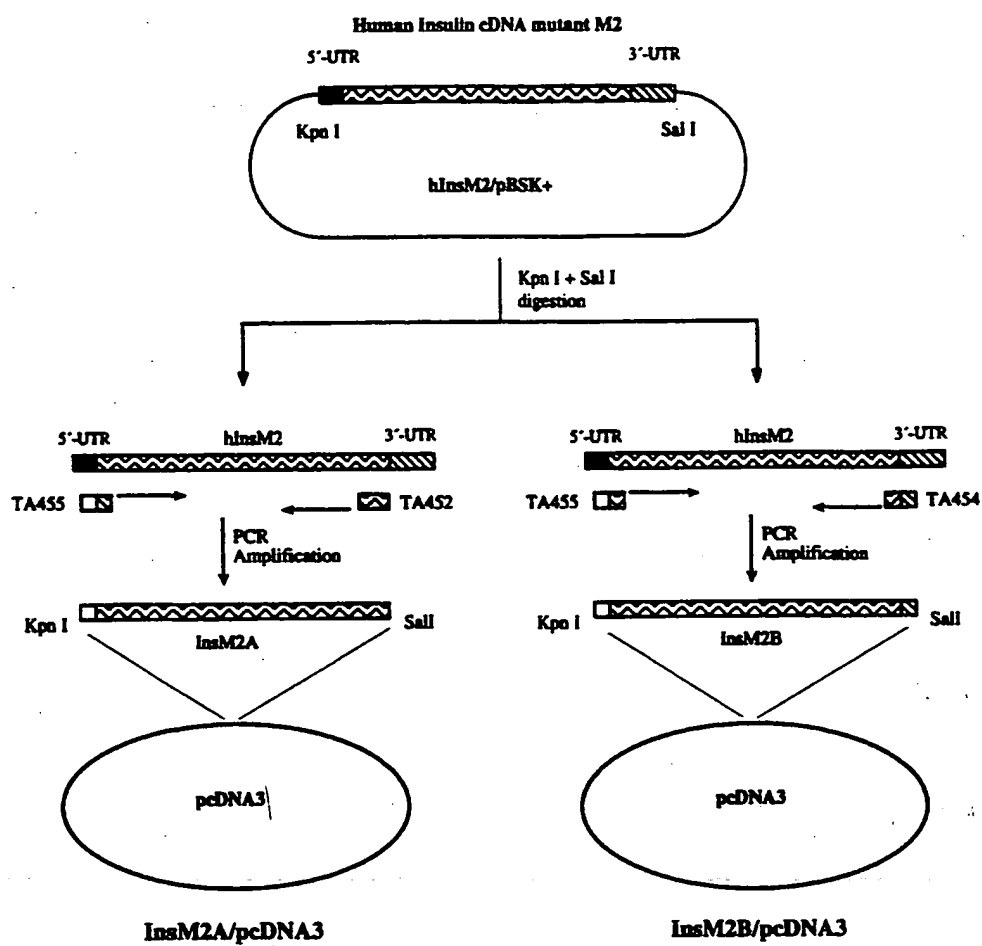 Human Insulin cDNA mutant M2
5´-UTR
3´-UTR
Kpn I
Sal I
hInsM2/pBSK+
Kpn I + Sal I
digestion
5´-UTR
hInsM2
3´-UTR
TA455
TA452
PCR
Amplification
Kpn I
InsM2A
SalI
pcDNA3
InsM2A/pcDNA3
5´-UTR
hInsM2
3´-UTR
TA455
TA454
PCR
Amplification
Kpn I
InsM2B
SalI
pcDNA3
InsM2B/pcDNA3